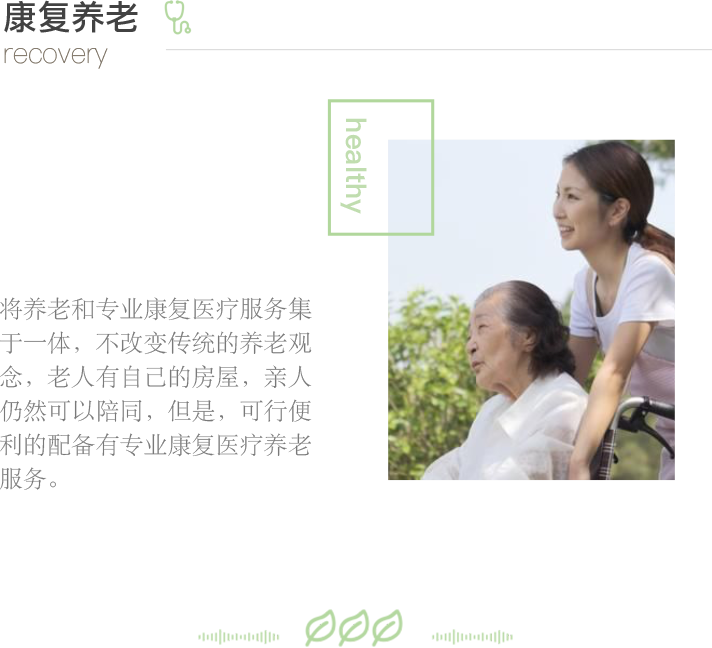 康复养老
recovery
healthy
将养老和专业康复医疗服务集
于一体，不改变传统的养老观
念，老人有自己的房屋，亲人
仍然可以陪同，但是，可行便
利的配备有专业康复医疗养老
服务。